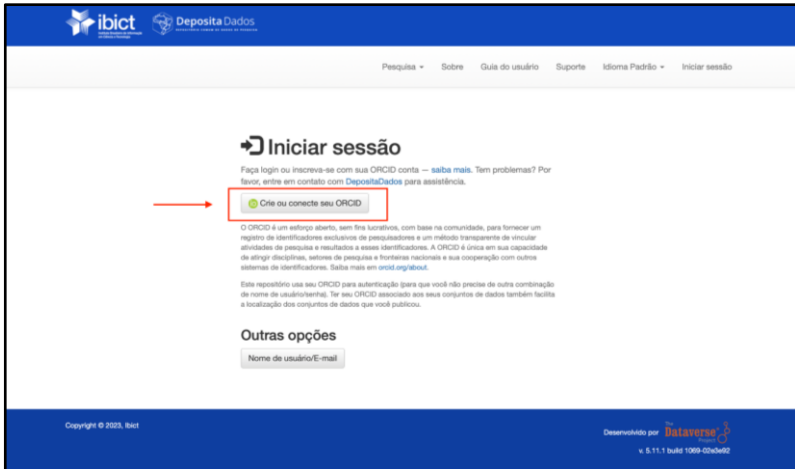 ibict
Deposita Dados
Pesquisa
Sobre
Guia do usuário
Suporte
Idioma Padrão
Iniciar sessão
Iniciar sessão
Faça login ou inscreva-se com sua ORCID conta — saiba mais. Tem problemas? Por
favor, entre em contato com DepositaDados para assistência.
Crie ou conecte seu ORCID
O ORCID é um esforço aberto, sem fins lucrativos, com base na comunidade, para fornecer um
registro de identificadores exclusivos de pesquisadores e um método transparente de vincular
atividades de pesquisa e resultados a esses identificadores. A ORCID é única em sua capacidade
de atingir disciplinas, setores de pesquisa e fronteiras nacionais e sua cooperação com outros
sistemas de identificadores. Saiba mais em orcid.org/about.
Este repositório usa seu ORCID para autenticação (para que você não precise de outra combinação
de nome de usuário/senha). Ter seu ORCID associado aos seus conjuntos de dados também facilita
a localização dos conjuntos de dados que você publicou.
Outras opções
Nome de usuário/E-mail
Copyright © 2023, Ibict
Desenvolvido por The Dataverse Project